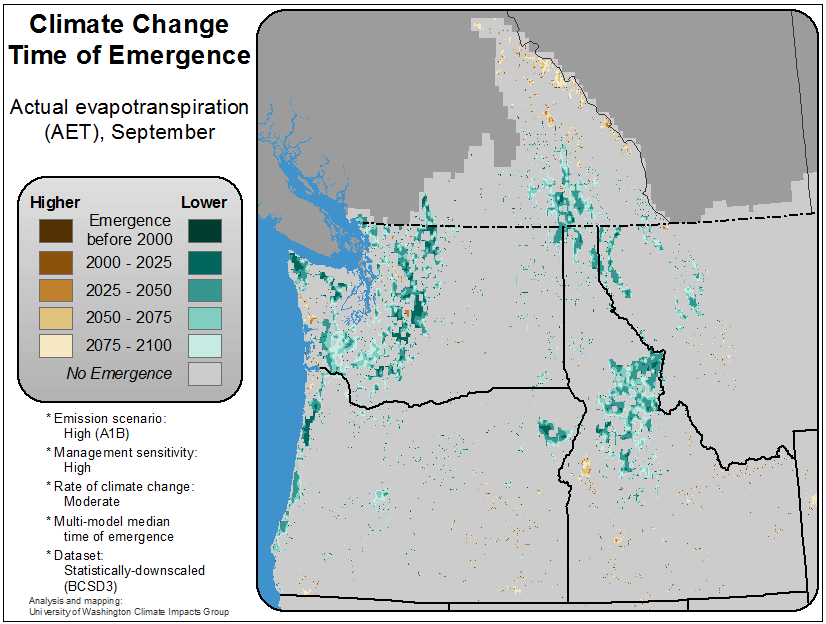 Climate Change
Time of Emergence
Actual evapotranspiration
(AET), September
Higher Lower
Emergence
before 2000
2000 - 2025
2025 - 2050
2050 - 2075
2075 - 2100
No Emergence
* Emission scenario:
High (A1B)
* Management sensitivity:
High
* Rate of climate change:
Moderate
* Multi-model median
time of emergence
* Dataset:
Statistically-downscaled
(BCSD3)
Analysis and mapping:
University of Washington Climate Impacts Group